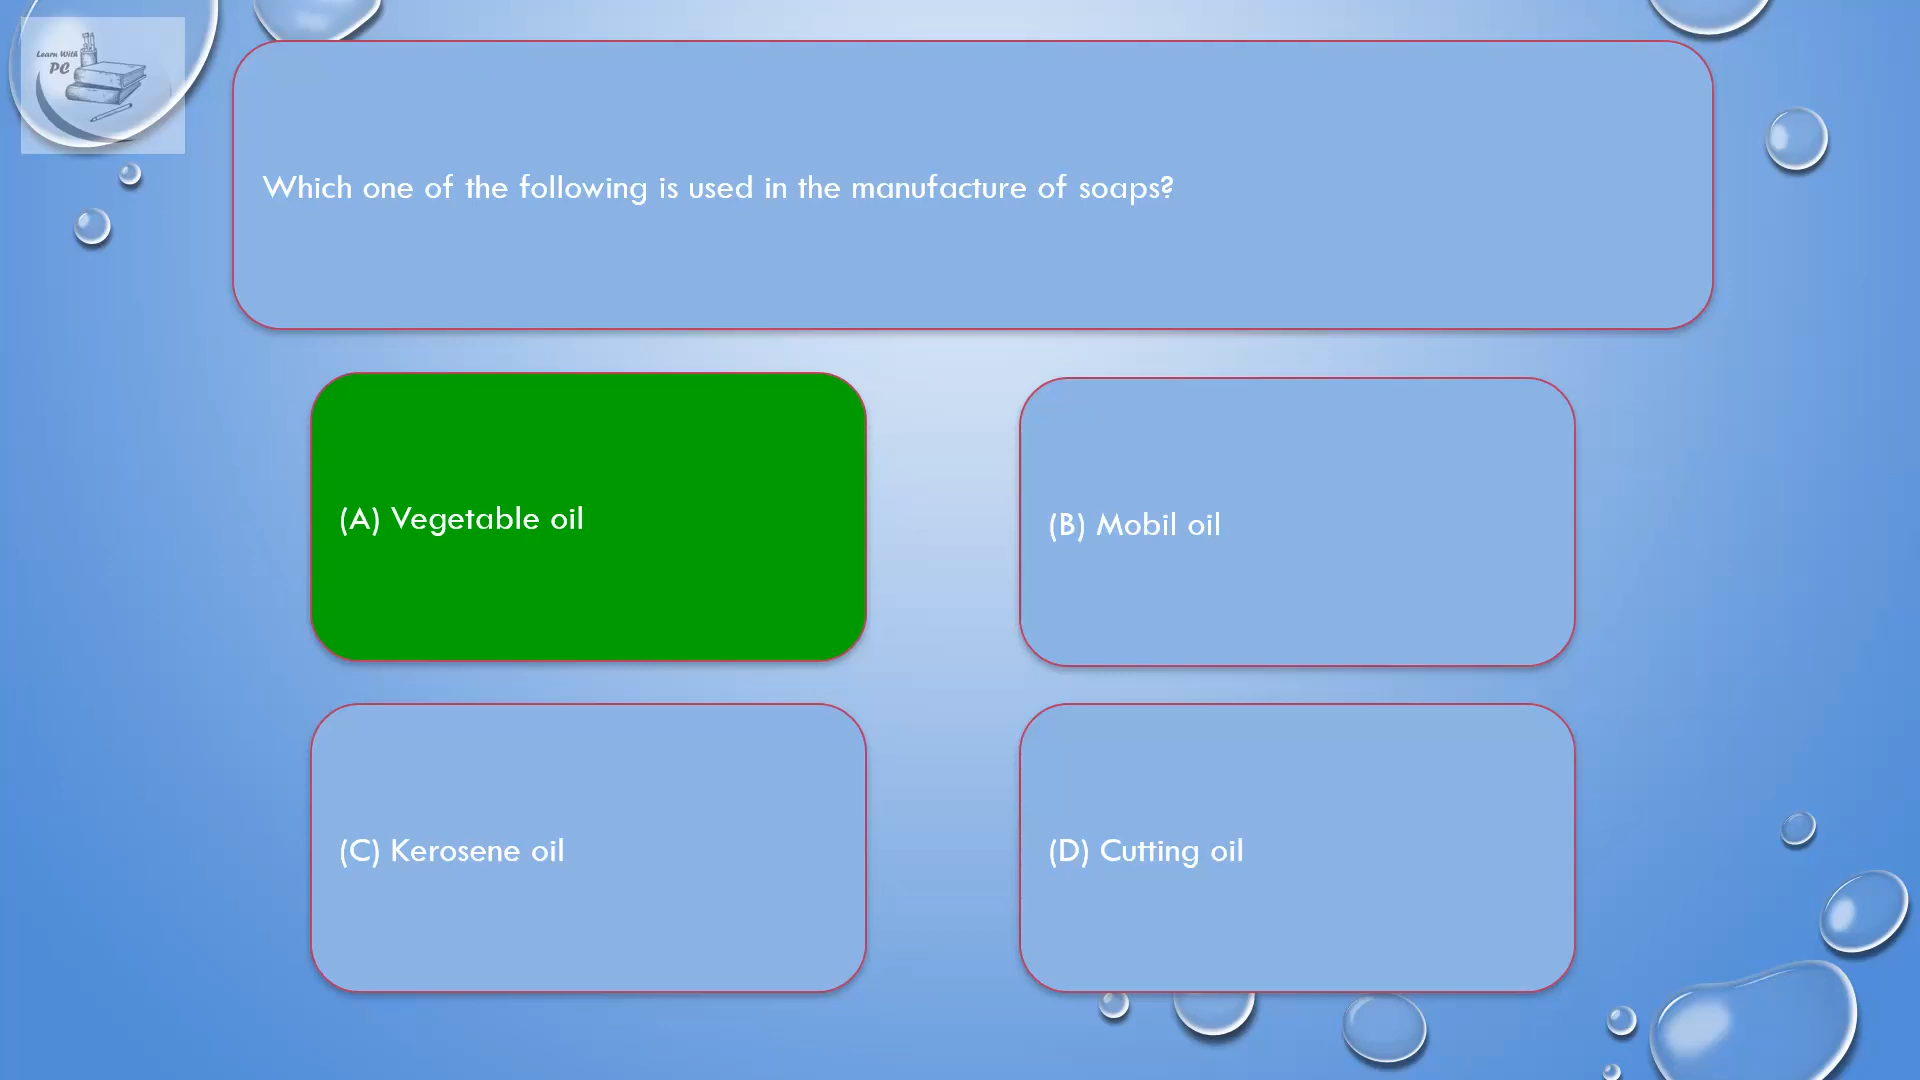 Learn With
PC
Which one of the following is used in the manufacture of soaps?
(A) Vegetable oil
(B) Mobil oil
(C) Kerosene oil
(D) Cutting oil